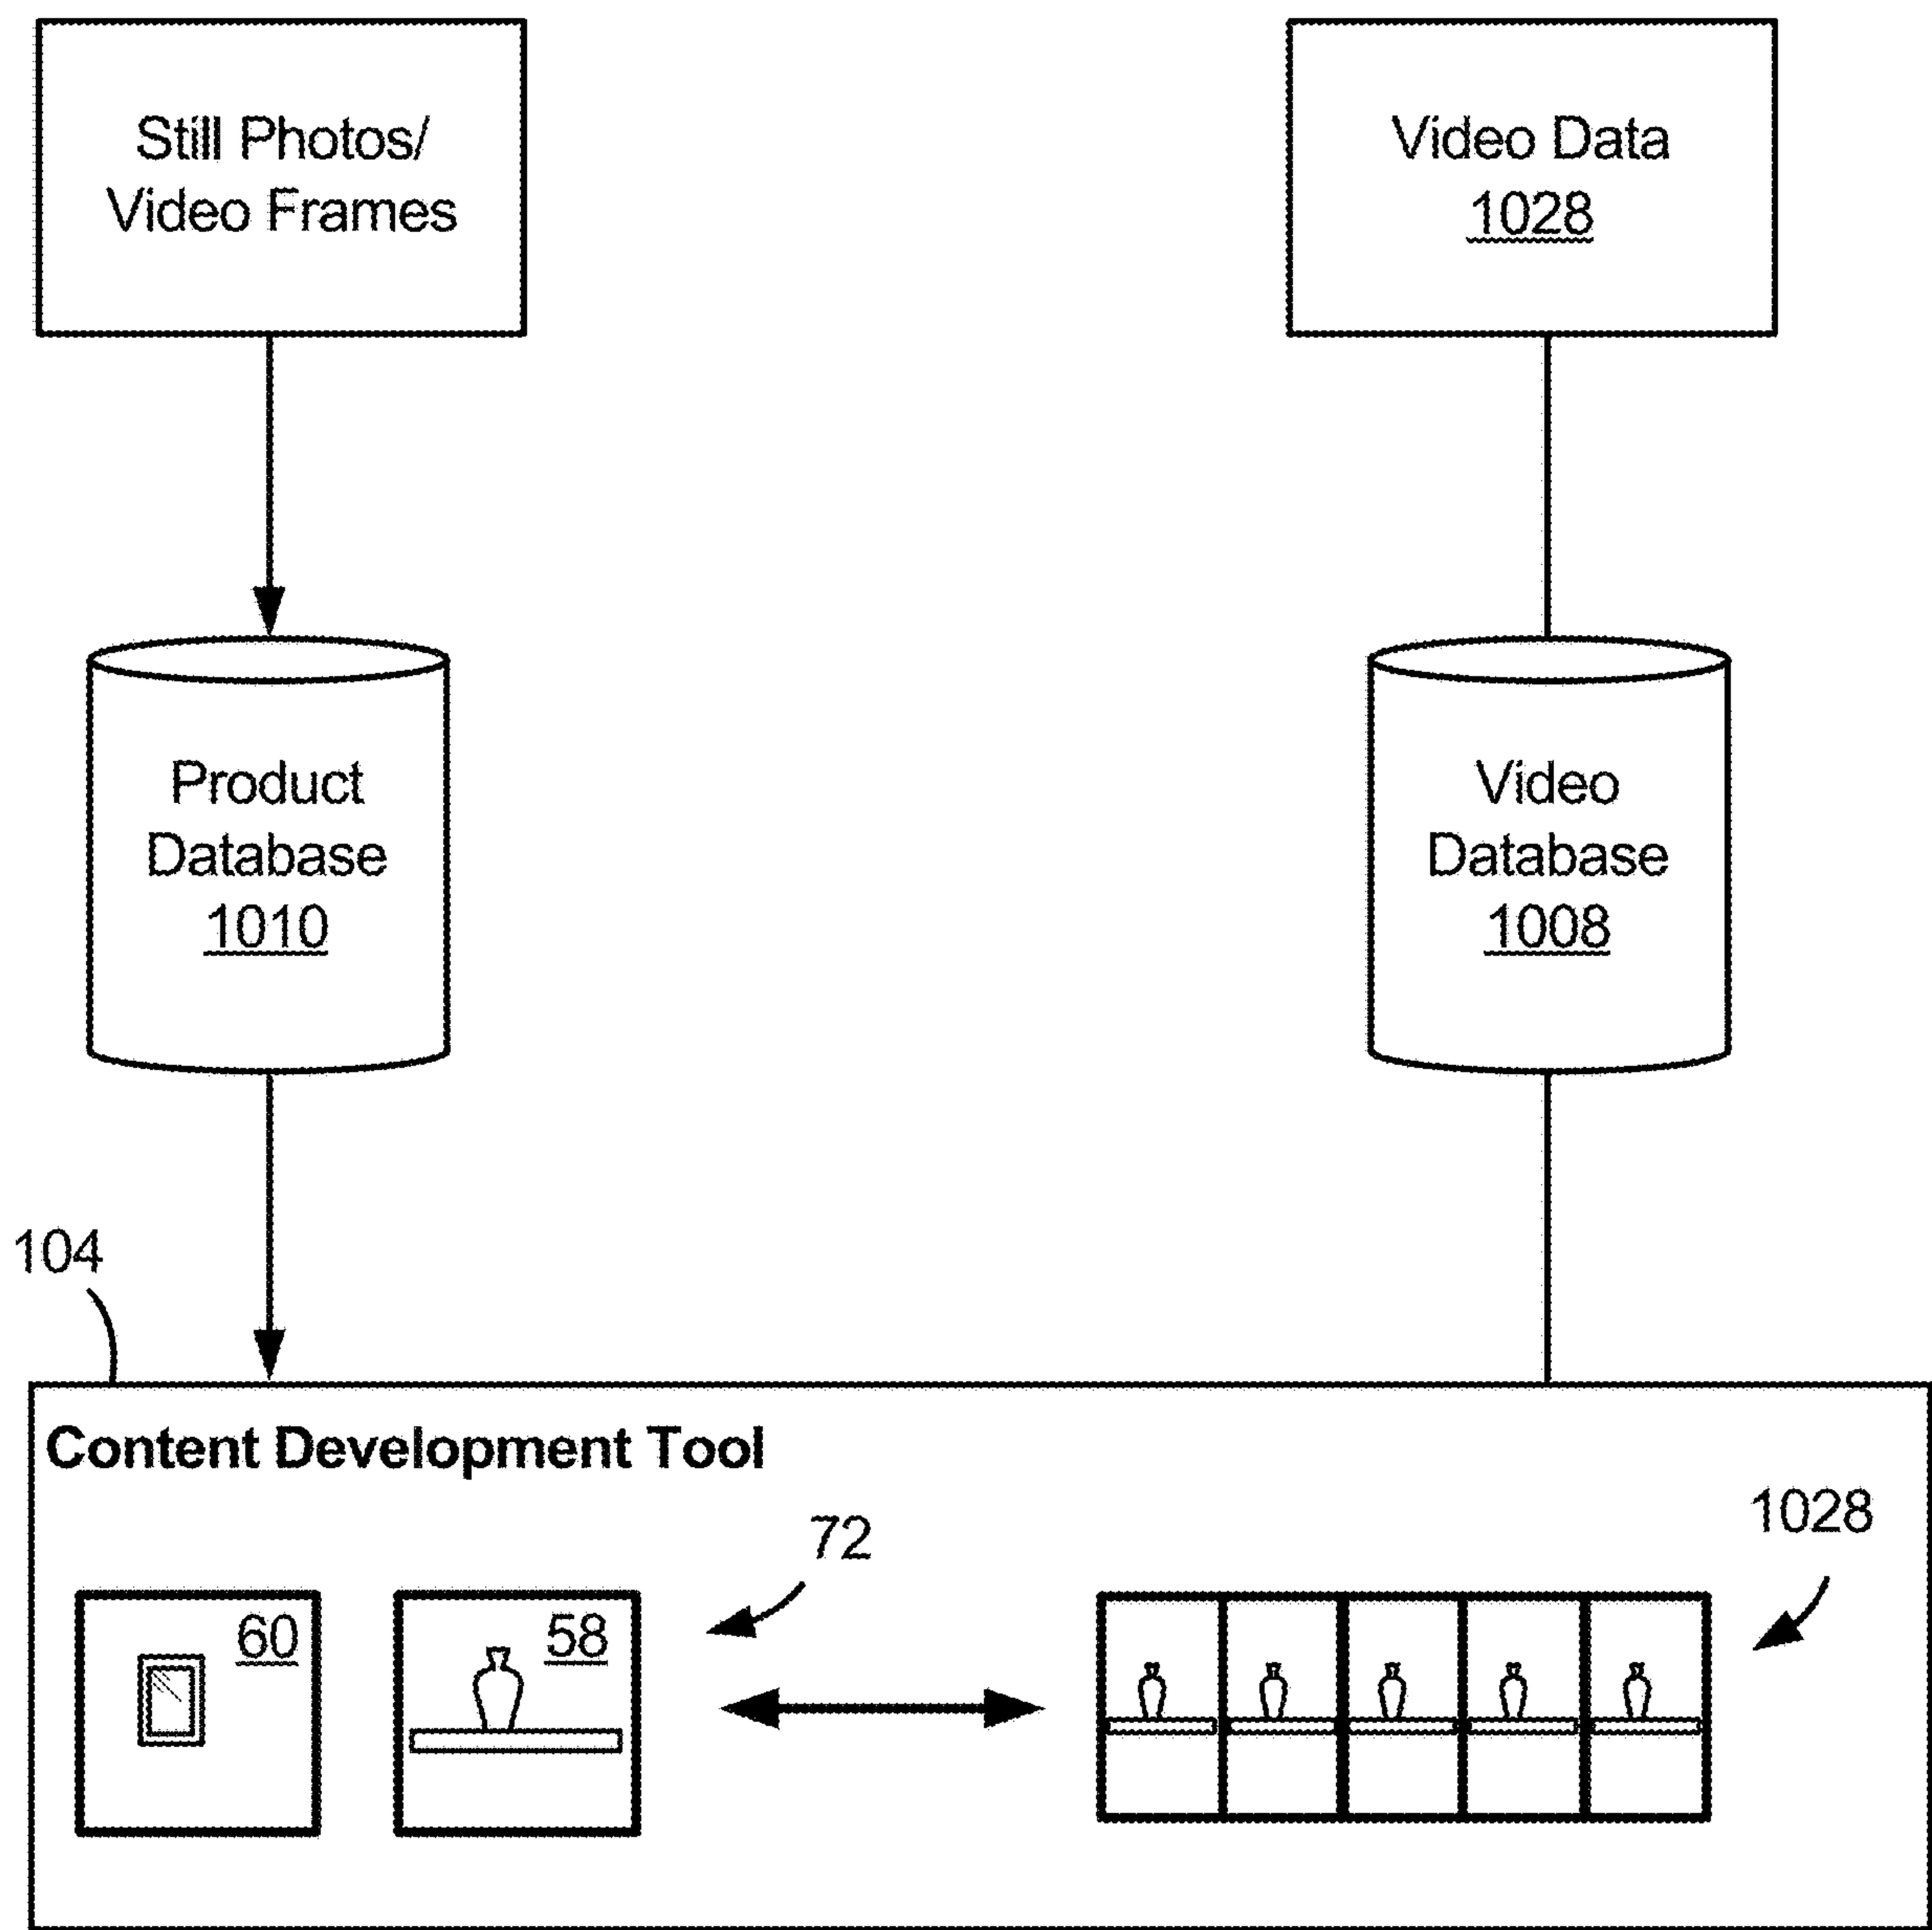 Still Photos/
Video Frames
Video Data
1028
Product
Database
1010
Video
Database
1008
104
Content Development Tool
72
1028
60
58